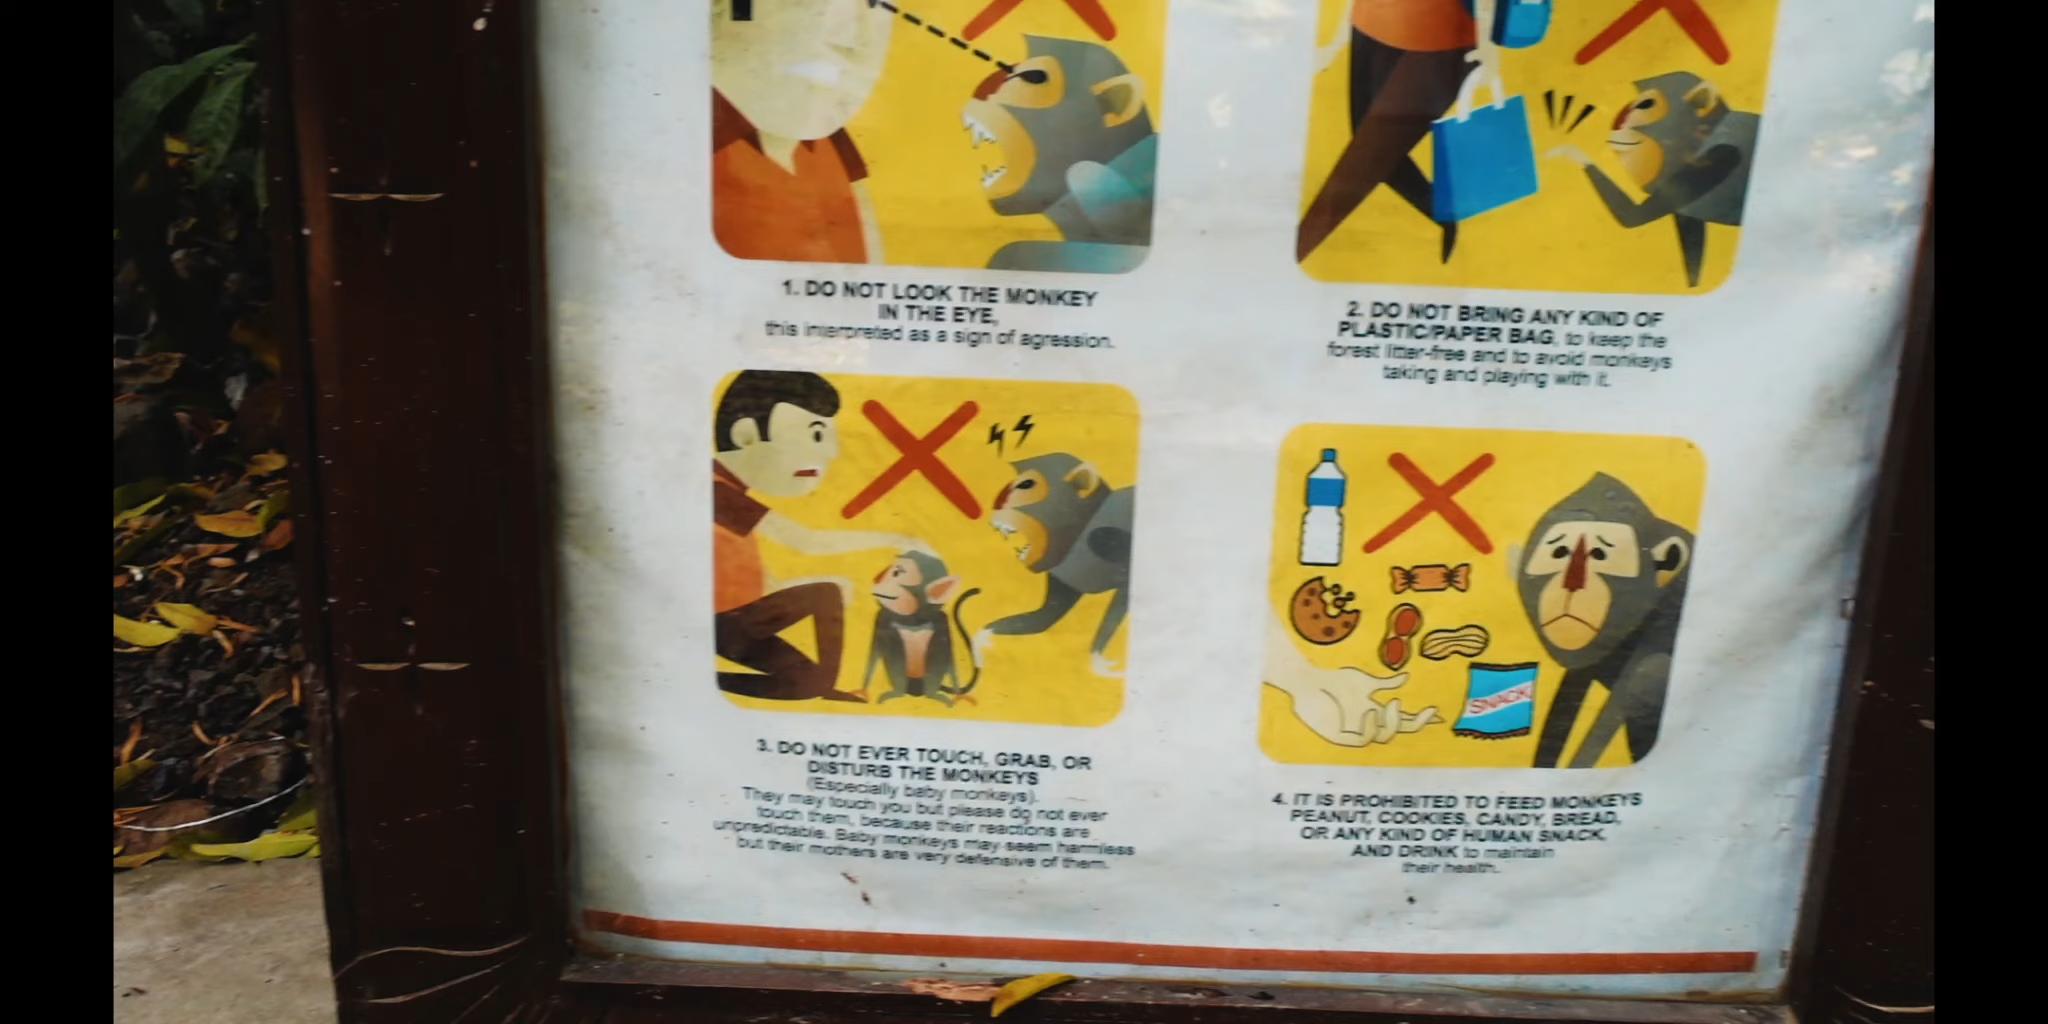 1. DO NOT LOOK THE MONKEY
IN THE EYE,
this interpreted as a sign of agression.
2. DO NOT BRING ANY KIND OF
PLASTIC/PAPER BAG, to keep the
forest litter-free and to avoid monkeys
taking and playing with it.
3. DO NOT EVER TOUCH, GRAB, OR
DISTURB THE MONKEYS
(Especially baby monkeys).
They may touch you but please do not ever
touch them, because their reactions are
unpredictable. Baby monkeys may seem harmless
but their mothers are very defensive of them.
SNACK
4. IT IS PROHIBITED TO FEED MONKEYS
PEANUT, COOKIES, CANDY, BREAD,
OR ANY KIND OF HUMAN SNACK,
AND DRINK to maintain
their health.